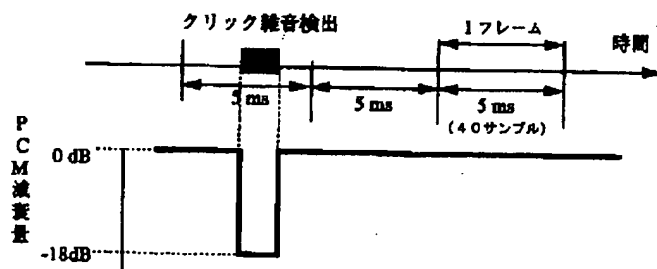 クリック雑音検出
1フレーム
時間
5 ms
5 ms
5 ms
(40サンプル)
PCM減衰量
0 dB
-18dB